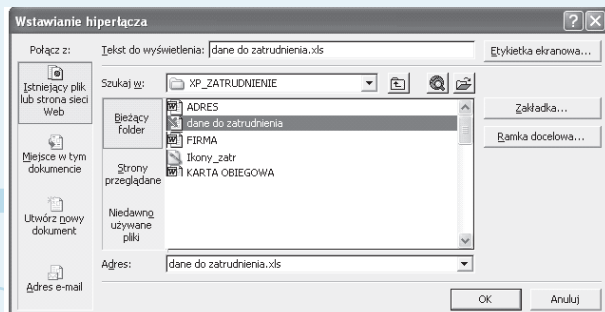 Wstawianie hiperłącza
Połącz z:
Tekst do wyświetlenia: dane do zatrudnienia.xls
Etykietka ekranowa...
Istniejący plik
lub strona sieci
Web
Miejsce w tym
dokumencie
Utwórz nowy
dokument
Adres e-mail
Szukaj w: XP_ZATRUDNIENIE
Bieżący
folder
Strony
przeglądane
Niedawno
używane
pliki
ADRES
dane do zatrudnienia
FIRMA
Ikony_zatr
KARTA OBIEGOWA
Zakładka...
Ramka docelowa...
Adres: dane do zatrudnienia.xls
OK
Anuluj